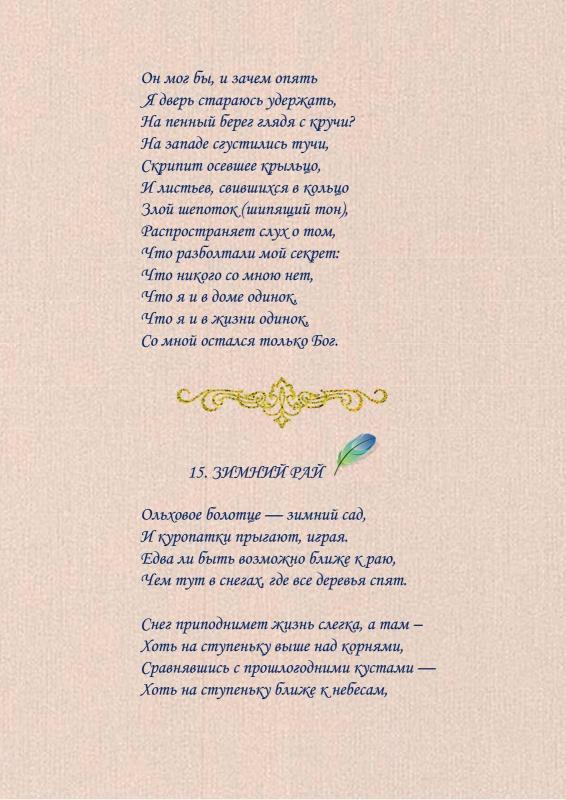 Он мог бы, и зачем опять
Я дверь стараюсь удержать,
На пенный берег глядя с кручи?
На западе сгустились тучи,
Скрипит осевшее крыльцо,
И листьев, свившихся в кольцо
Злой шепоток (шипящий тон),
Распространяет слух о том,
Что разболтали мой секрет:
Что никого со мною нет,
Что я и в доме одинок,
Что я и в жизни одинок,
Со мной остался только Бог.
15. ЗИМНИЙ РАЙ
Ольховое болотце — зимний сад,
И куропатки прыгают, играя.
Едва ли быть возможно ближе к раю,
Чем тут в снегах, где все деревья спят.
Снег приподнимет жизнь слегка, а там –
Хоть на ступеньку выше над корнями,
Сравнявшись с прошлогодними кустами —
Хоть на ступеньку ближе к небесам,